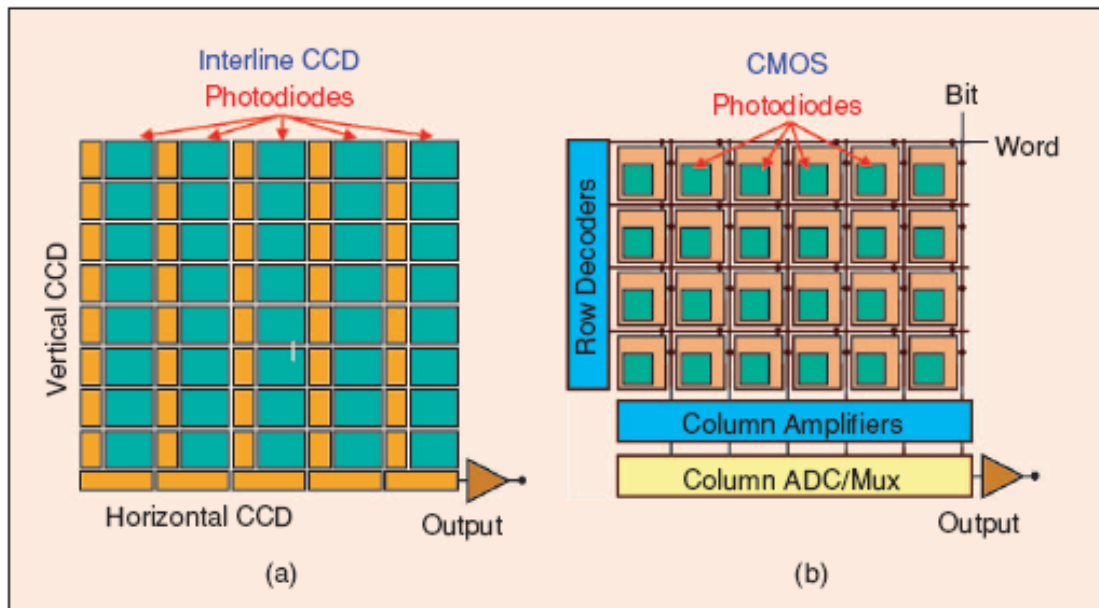 Interline CCD
Photodiodes
Vertical CCD
Horizontal CCD
Output
(a)
CMOS
Photodiodes
Bit
Word
Row Decoders
Column Amplifiers
Column ADC/Mux
Output
(b)